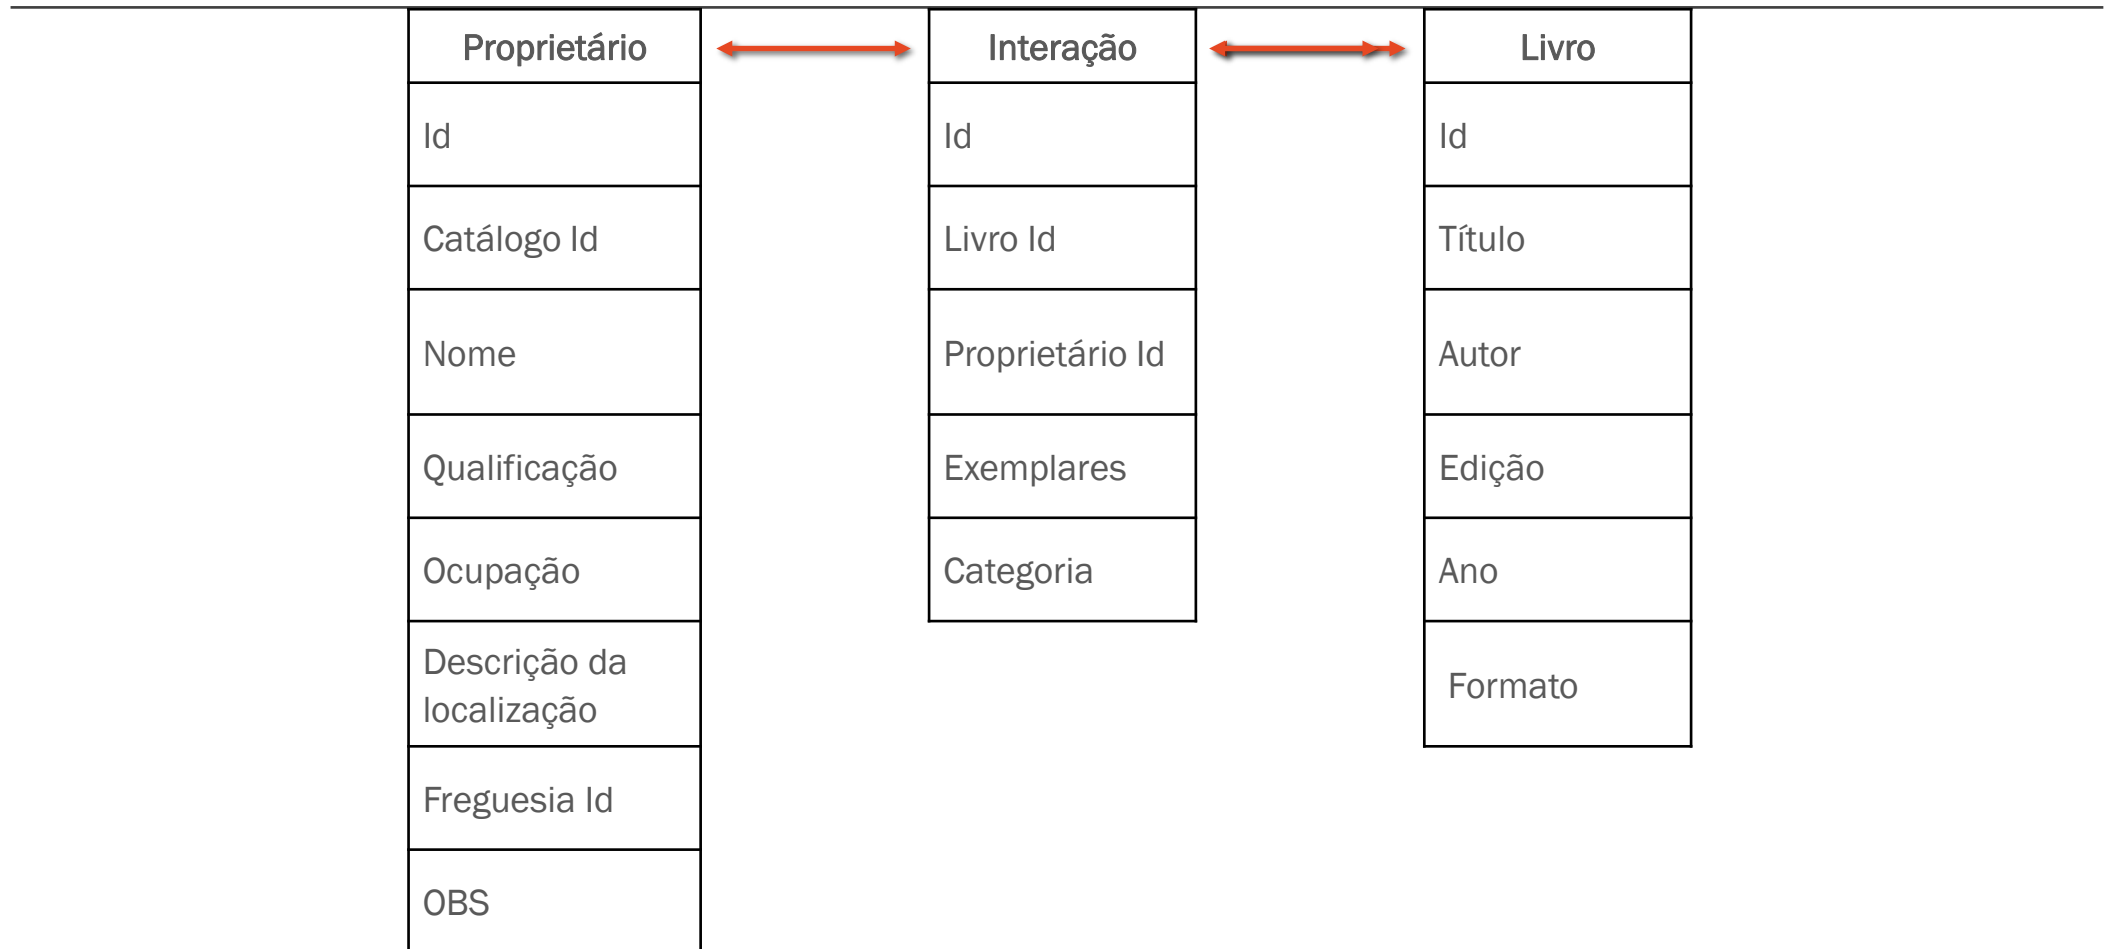 Proprietário
Id
Catálogo Id
Nome
Qualificação
Ocupação
Descrição da
localização
Freguesia Id
OBS
Interação
Id
Livro Id
Proprietário Id
Exemplares
Categoria
Livro
Id
Título
Autor
Edição
Ano
Formato